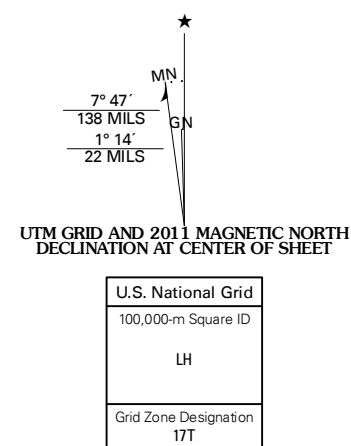 MN
7° 47´
138 MILS
GN
1° 14´
22 MILS
UTM GRID AND 2011 MAGNETIC NORTH
DECLINATION AT CENTER OF SHEET
U.S. National Grid
100,000-m Square ID
LH
Grid Zone Designation
17T